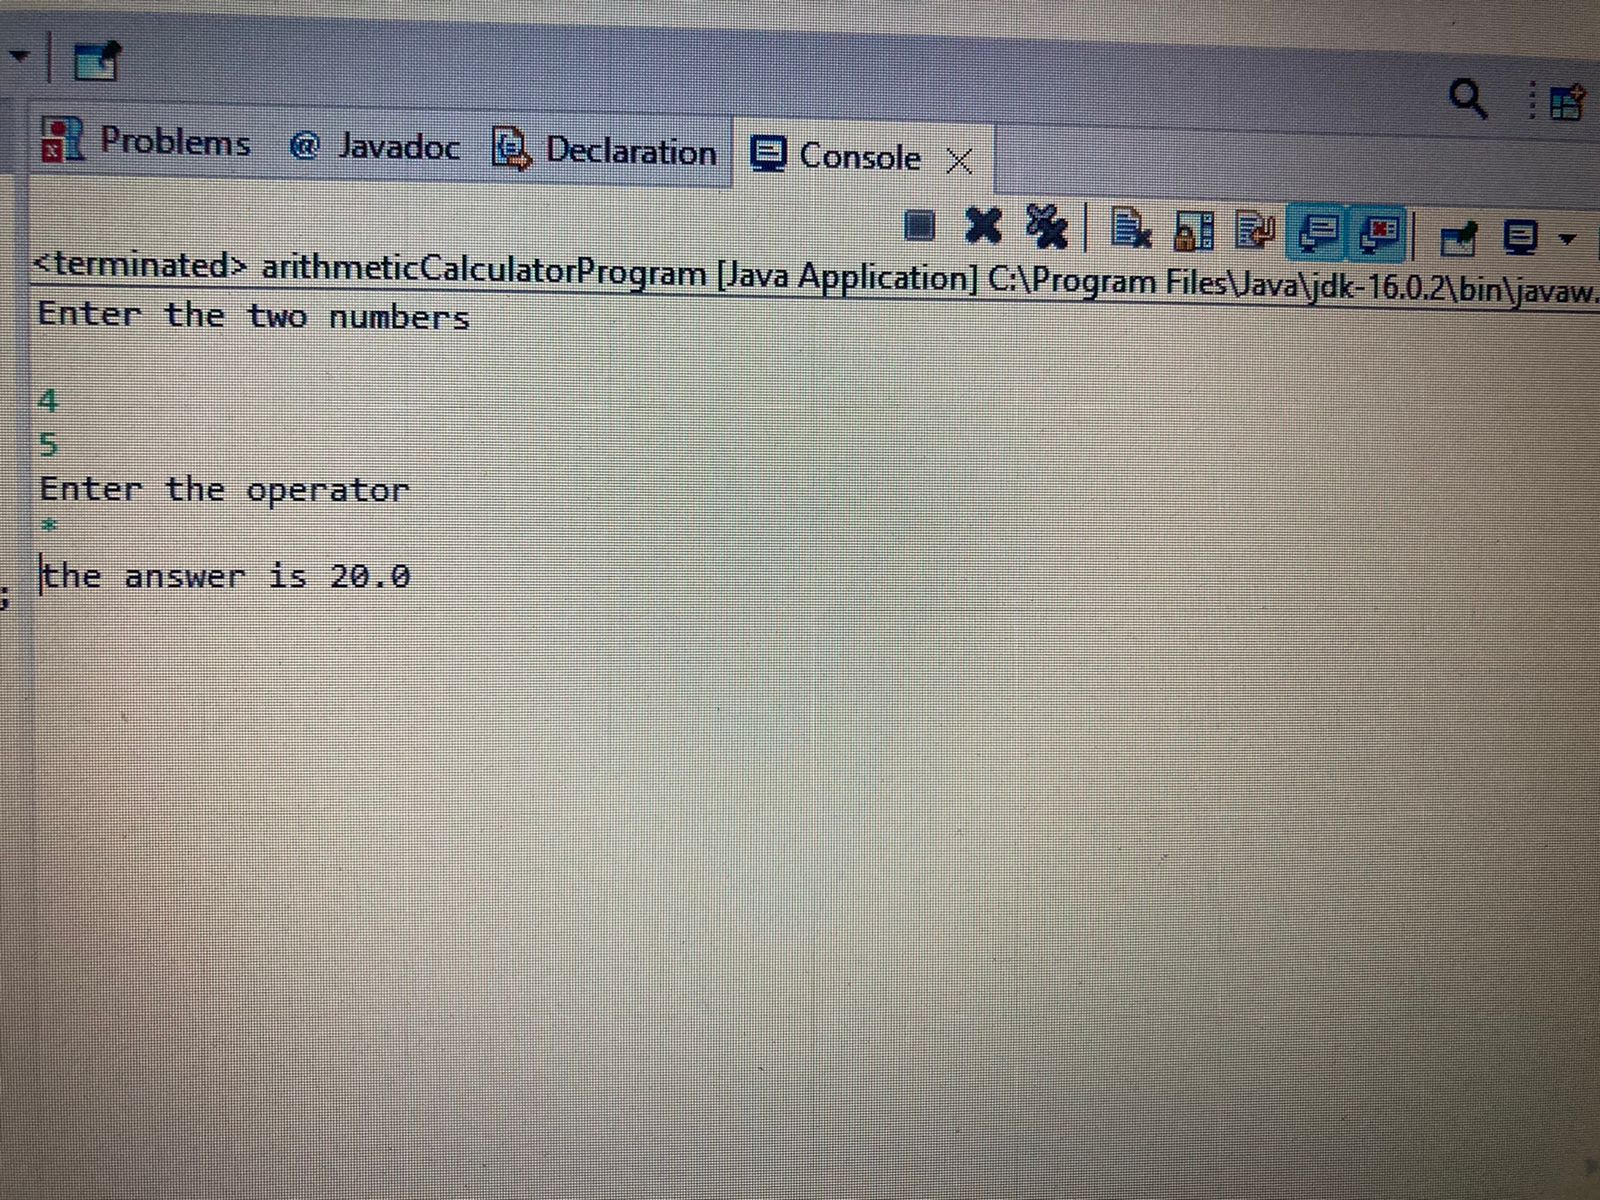 Problems @ Javadoc Declaration Console
<terminated> arithmeticCalculatorProgram [Java Application] C:\Program Files\Java\jdk-16.0.2\bin\javaw.
Enter the two numbers
4
5
Enter the operator
*
the answer is 20.0
;